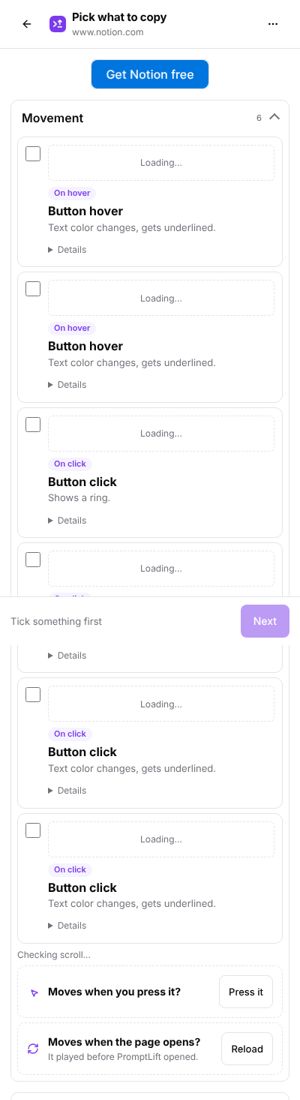 Pick what to copy
www.notion.com
Get Notion free
Movement
6
Loading...
On hover
Button hover
Text color changes, gets underlined.
Details
Loading...
On hover
Button hover
Text color changes, gets underlined.
Details
Loading...
On click
Button click
Shows a ring.
Details
Loading...
Tick something first
Next
Details
Loading...
On click
Button click
Text color changes, gets underlined.
Details
Loading...
On click
Button click
Text color changes, gets underlined.
Details
Checking scroll...
Moves when you press it?
Press it
Moves when the page opens?
It played before PromptLift opened.
Reload